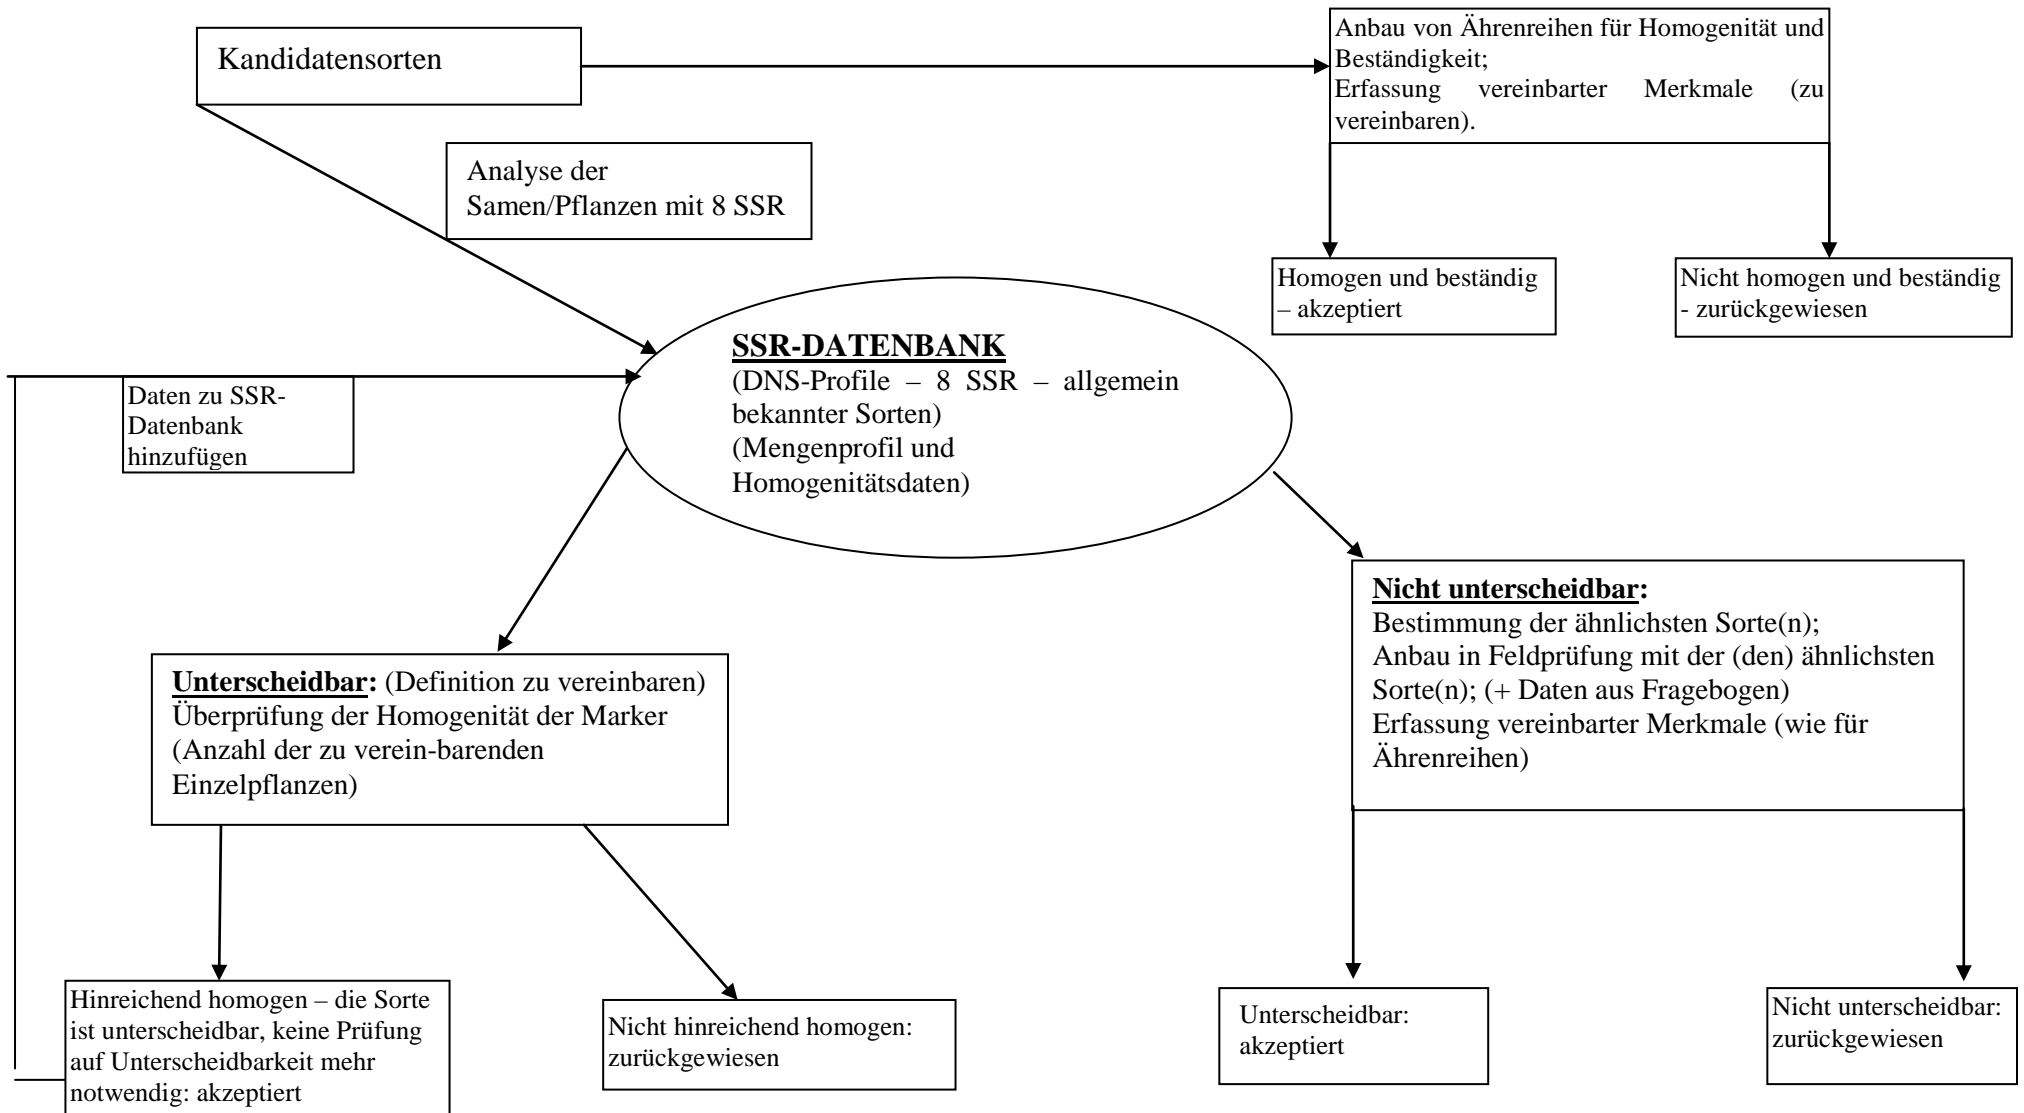 Kandidatensorten
Anbau von Ährenreihen für Homogenität und
Beständigkeit;
Erfassung vereinbarter Merkmale (zu
vereinbaren).
Analyse der
Samen/Pflanzen mit 8 SSR
Homogen und beständig
– akzeptiert
Nicht homogen und beständig
- zurückgewiesen
SSR-DATENBANK
(DNS-Profile – 8 SSR – allgemein
bekannter Sorten)
(Mengenprofil und
Homogenitätsdaten)
Daten zu SSR-
Datenbank
hinzufügen
Unterscheidbar: (Definition zu vereinbaren)
Überprüfung der Homogenität der Marker
(Anzahl der zu verein-barenden
Einzelpflanzen)
Nicht unterscheidbar:
Bestimmung der ähnlichsten Sorte(n);
Anbau in Feldprüfung mit der (den) ähnlichsten
Sorte(n); (+ Daten aus Fragebogen)
Erfassung vereinbarter Merkmale (wie für
Ährenreihen)
Hinreichend homogen – die Sorte
ist unterscheidbar, keine Prüfung
auf Unterscheidbarkeit mehr
notwendig: akzeptiert
Nicht hinreichend homogen:
zurückgewiesen
Unterscheidbar:
akzeptiert
Nicht unterscheidbar:
zurückgewiesen